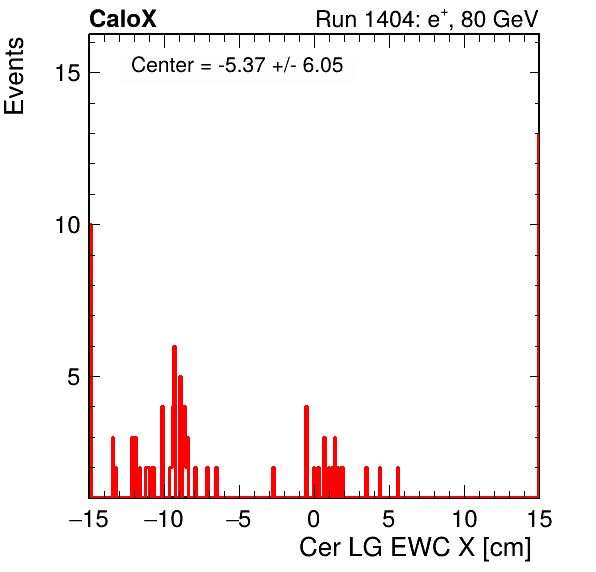 CaloX Run 1404: e⁺, 80 GeV
Center = -5.37 +/- 6.05
Events
15
10
5
−15 −10 −5 0 5 10 15
Cer LG EWC X [cm]